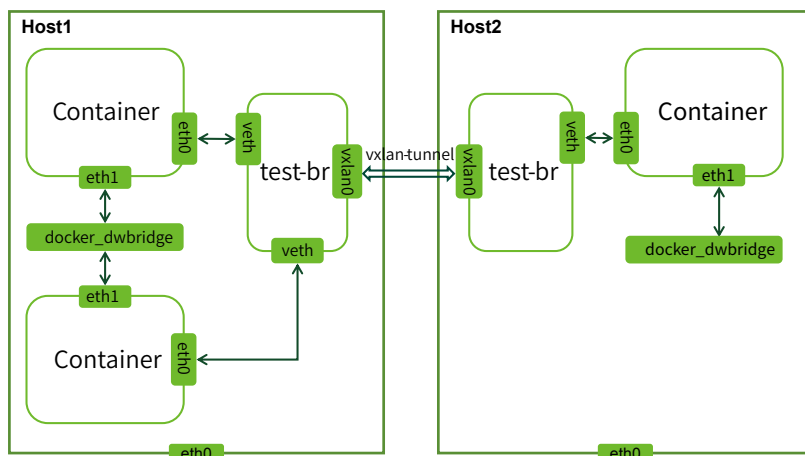 Host1
Container
eth0
veth
test-br
vxlan0
eth1
docker_dwbridge
veth
eth1
Container
eth0
eth0
vxlan-tunnel
Host2
vxlan0
test-br
veth
eth0
Container
eth1
docker_dwbridge
eth0